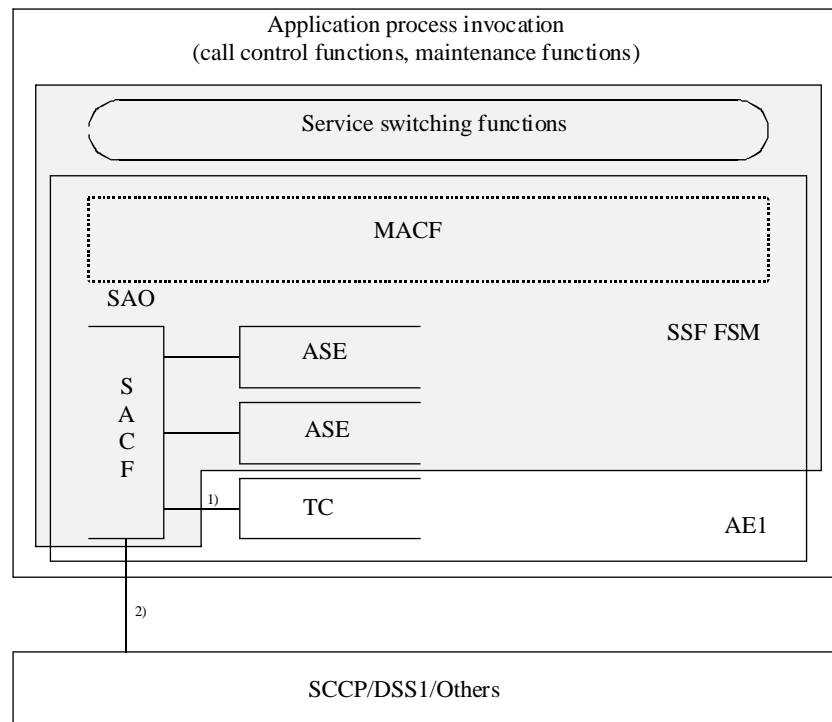 Application process invocation
(call control functions, maintenance functions)
Service switching functions
MACF
SAO
SSF FSM
ASE
S
A
C
F
ASE
1)
TC
AE1
2)
SCCP/DSS1/Others